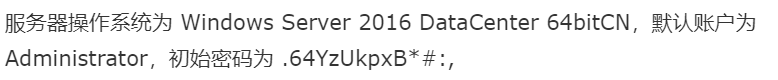 服务器操作系统为 Windows Server 2016 DataCenter 64bitCN，默认账户为
Administrator，初始密码为 .64YzUkpxB*#:,